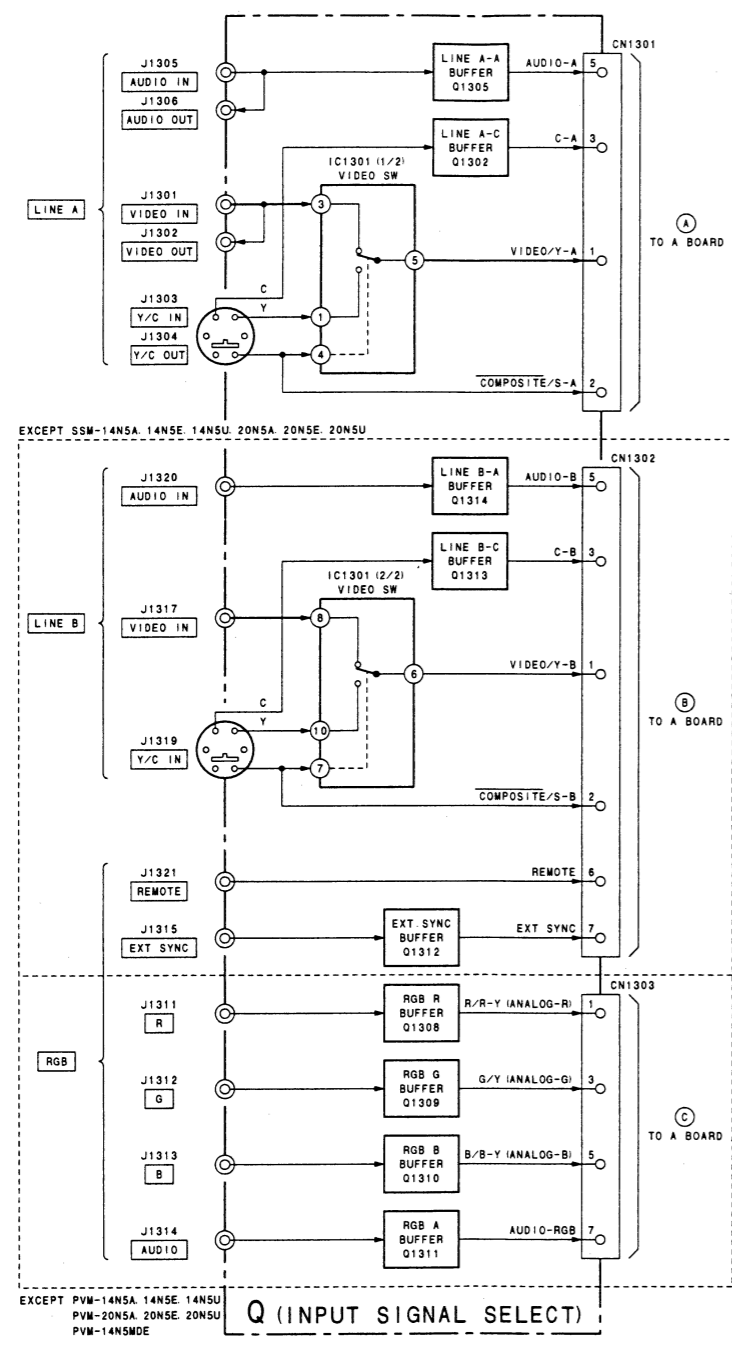 CN1301
J1305
AUDIO IN
J1306
AUDIO OUT
LINE A-A
BUFFER
Q1305
AUDIO-A
5
LINE A-C
BUFFER
Q1302
C-A
3
IC1301 (1/2)
VIDEO SW
LINE A
J1301
VIDEO IN
J1302
VIDEO OUT
3
5
VIDEO/Y-A
1
A
TO A BOARD
C
Y
J1303
Y/C IN
J1304
Y/C OUT
1
4
COMPOSITE/S-A
2
EXCEPT SSM-14N5A. 14N5E. 14N5U. 20N5A. 20N5E. 20N5U
CN1302
J1320
AUDIO IN
LINE B-A
BUFFER
Q1314
AUDIO-B
5
LINE B-C
BUFFER
Q1313
C-B
3
IC1301 (2/2)
VIDEO SW
LINE B
J1317
VIDEO IN
8
6
VIDEO/Y-B
1
B
TO A BOARD
C
Y
J1319
Y/C IN
10
7
COMPOSITE/S-B
2
J1321
REMOTE
REMOTE
6
J1315
EXT SYNC
EXT.SYNC
BUFFER
Q1312
EXT SYNC
7
CN1303
J1311
R
RGB R
BUFFER
Q1308
R/R-Y (ANALOG-R)
1
RGB
J1312
G
RGB G
BUFFER
Q1309
G/Y (ANALOG-G)
3
C
TO A BOARD
J1313
B
RGB B
BUFFER
Q1310
B/B-Y (ANALOG-B)
5
J1314
AUDIO
RGB A
BUFFER
Q1311
AUDIO-RGB
7
EXCEPT PVM-14N5A. 14N5E. 14N5U
PVM-20N5A. 20N5E. 20N5U
PVM-14N5MDE
Q (INPUT SIGNAL SELECT)